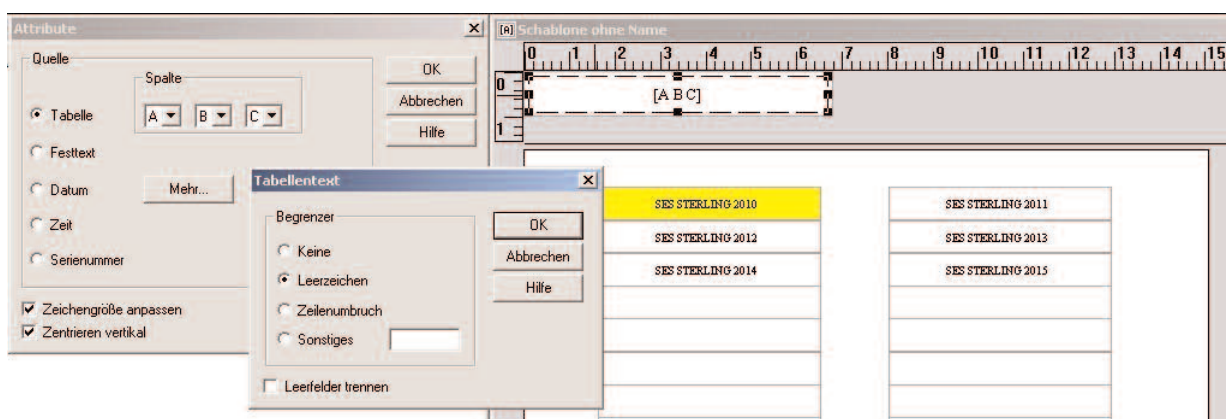 Attribute
Quelle
Spalte
Tabelle
A B C
Festtext
Datum
Mehr...
Zeit
Serienummer
Zeichengröße anpassen
Zentrieren vertikal
OK
Abbrechen
Hilfe
Tabellentext
Begrenzer
Keine
Leerzeichen
Zeilenumbruch
Sonstiges
Leerfelder trennen
OK
Abbrechen
Hilfe
[A] Schablone ohne Name
0 1 2 3 4 5 6 7 8 9 10 11 12 13 14 15
0
1
[A B C]
SES STERLING 2010 SES STERLING 2011
SES STERLING 2012 SES STERLING 2013
SES STERLING 2014 SES STERLING 2015